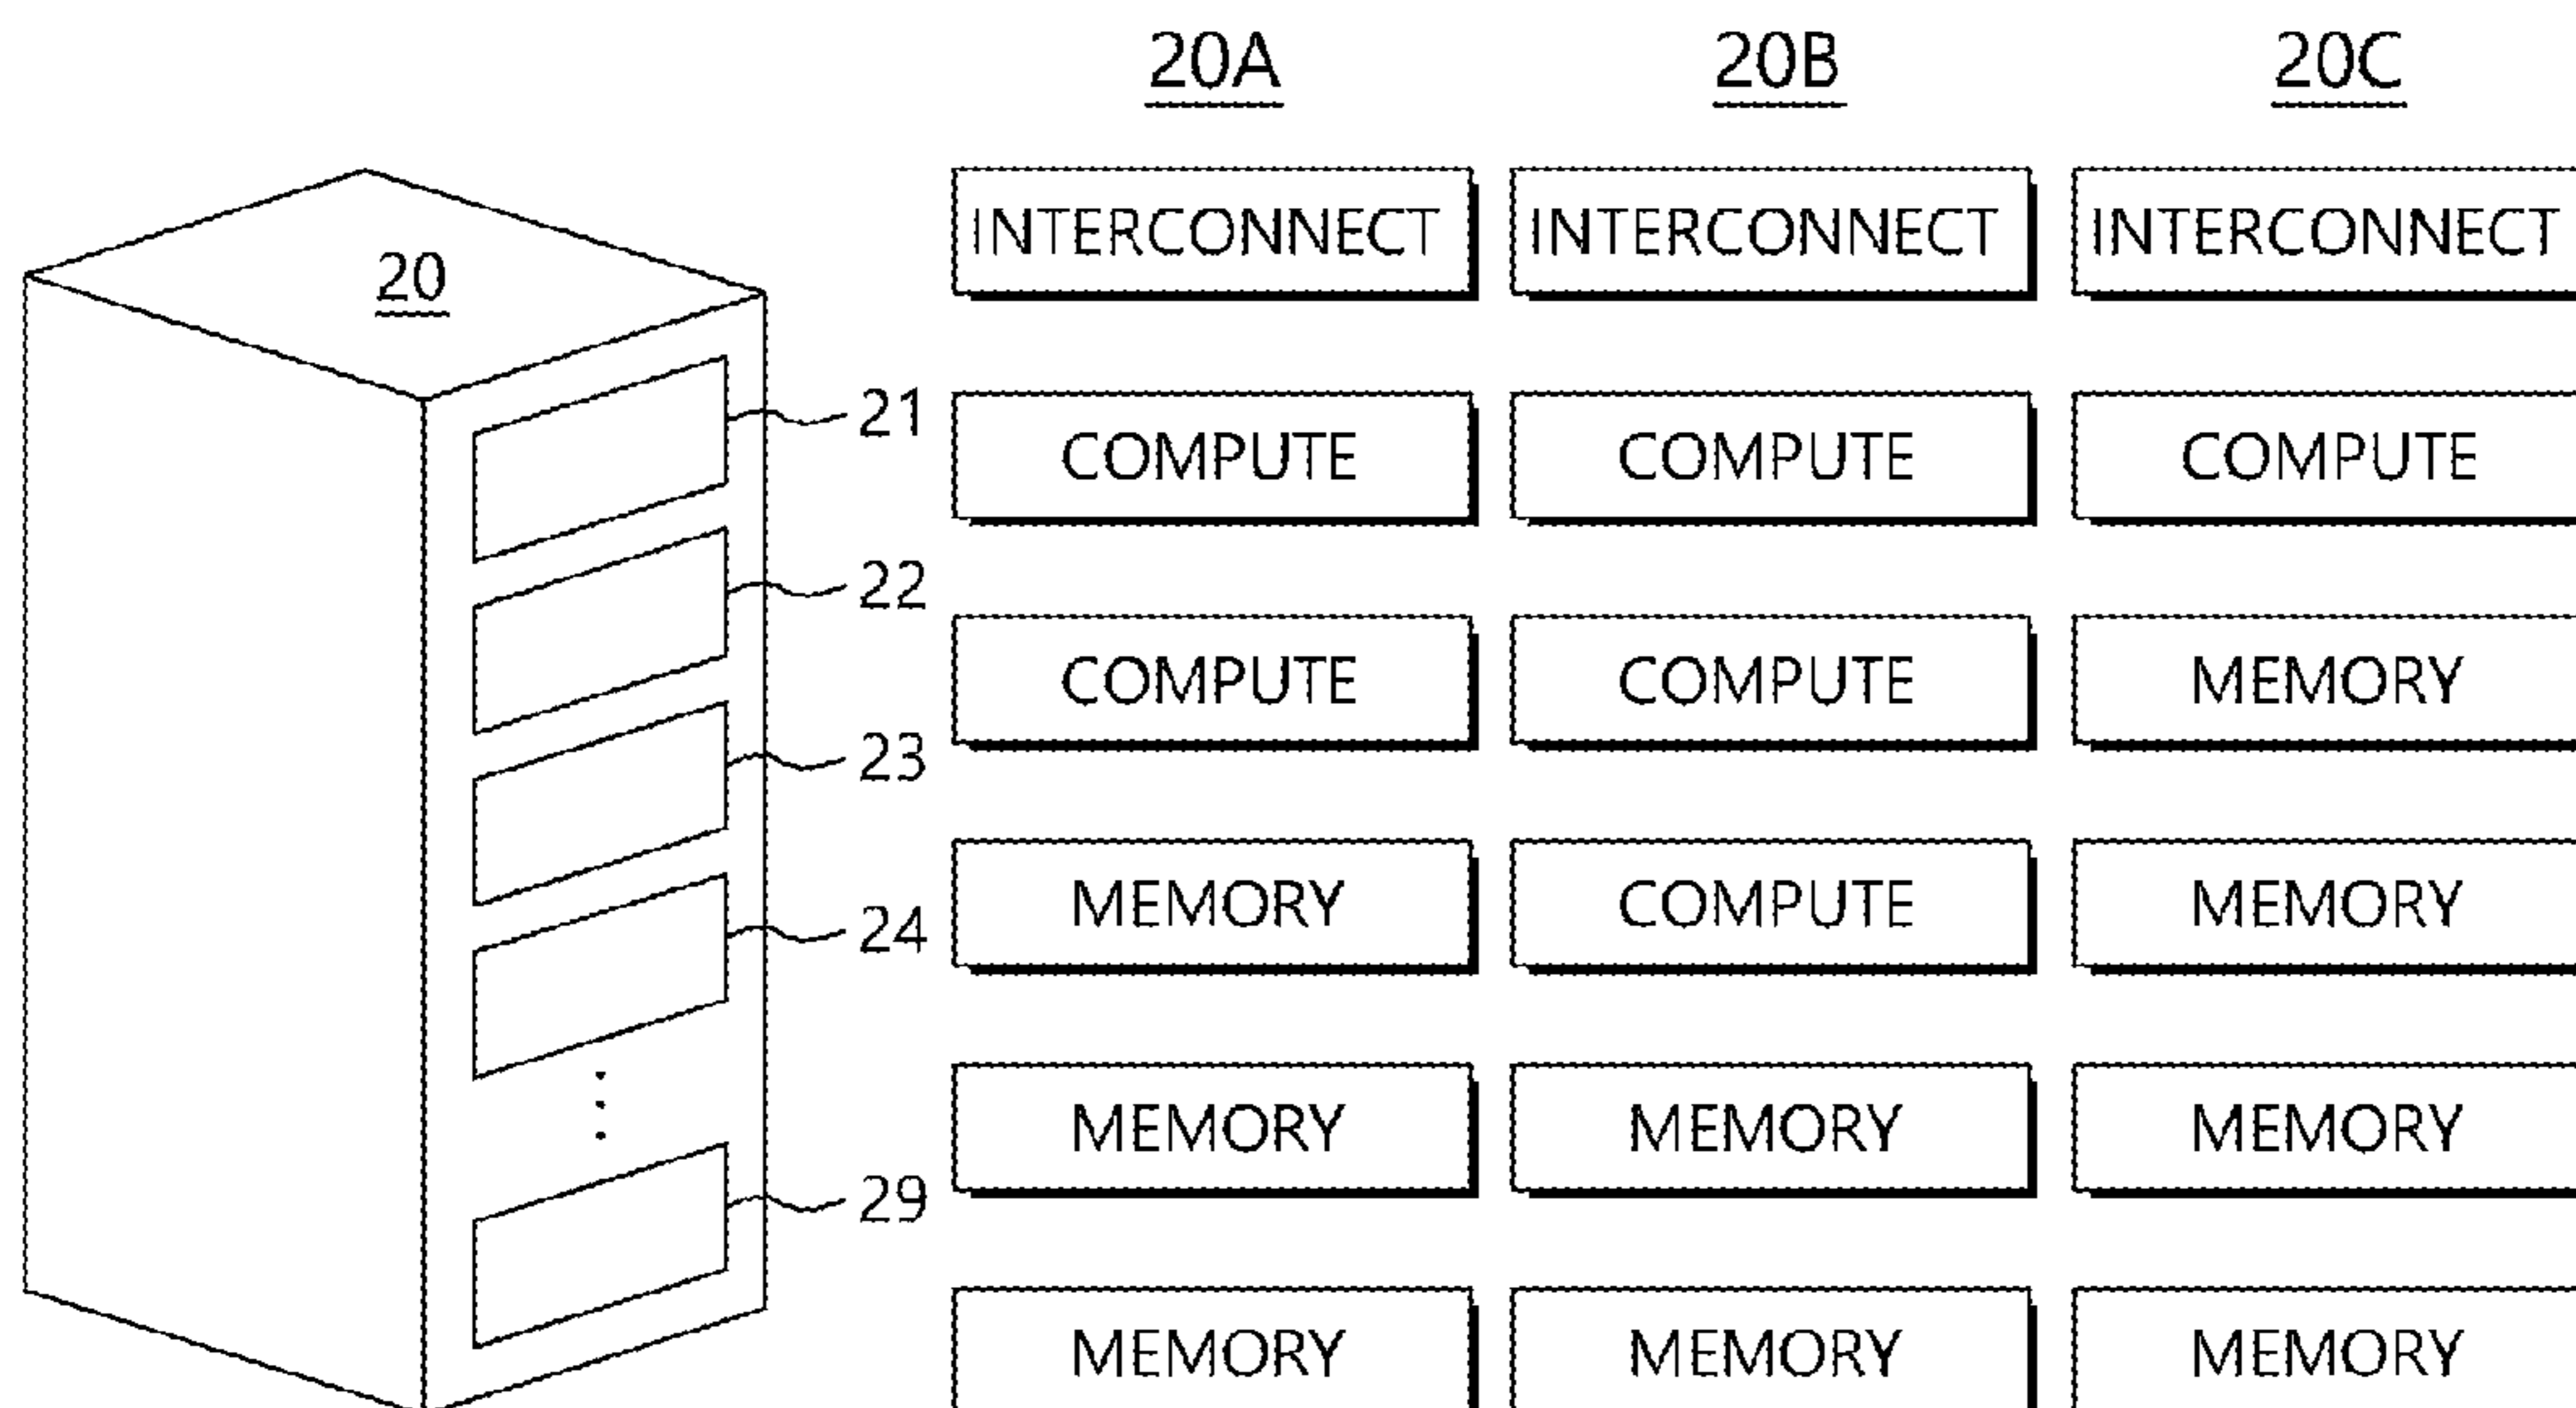 20A 20B 20C
20
INTERCONNECT INTERCONNECT INTERCONNECT
21
COMPUTE COMPUTE COMPUTE
22
COMPUTE COMPUTE MEMORY
23
MEMORY COMPUTE MEMORY
24
MEMORY MEMORY MEMORY
29
MEMORY MEMORY MEMORY